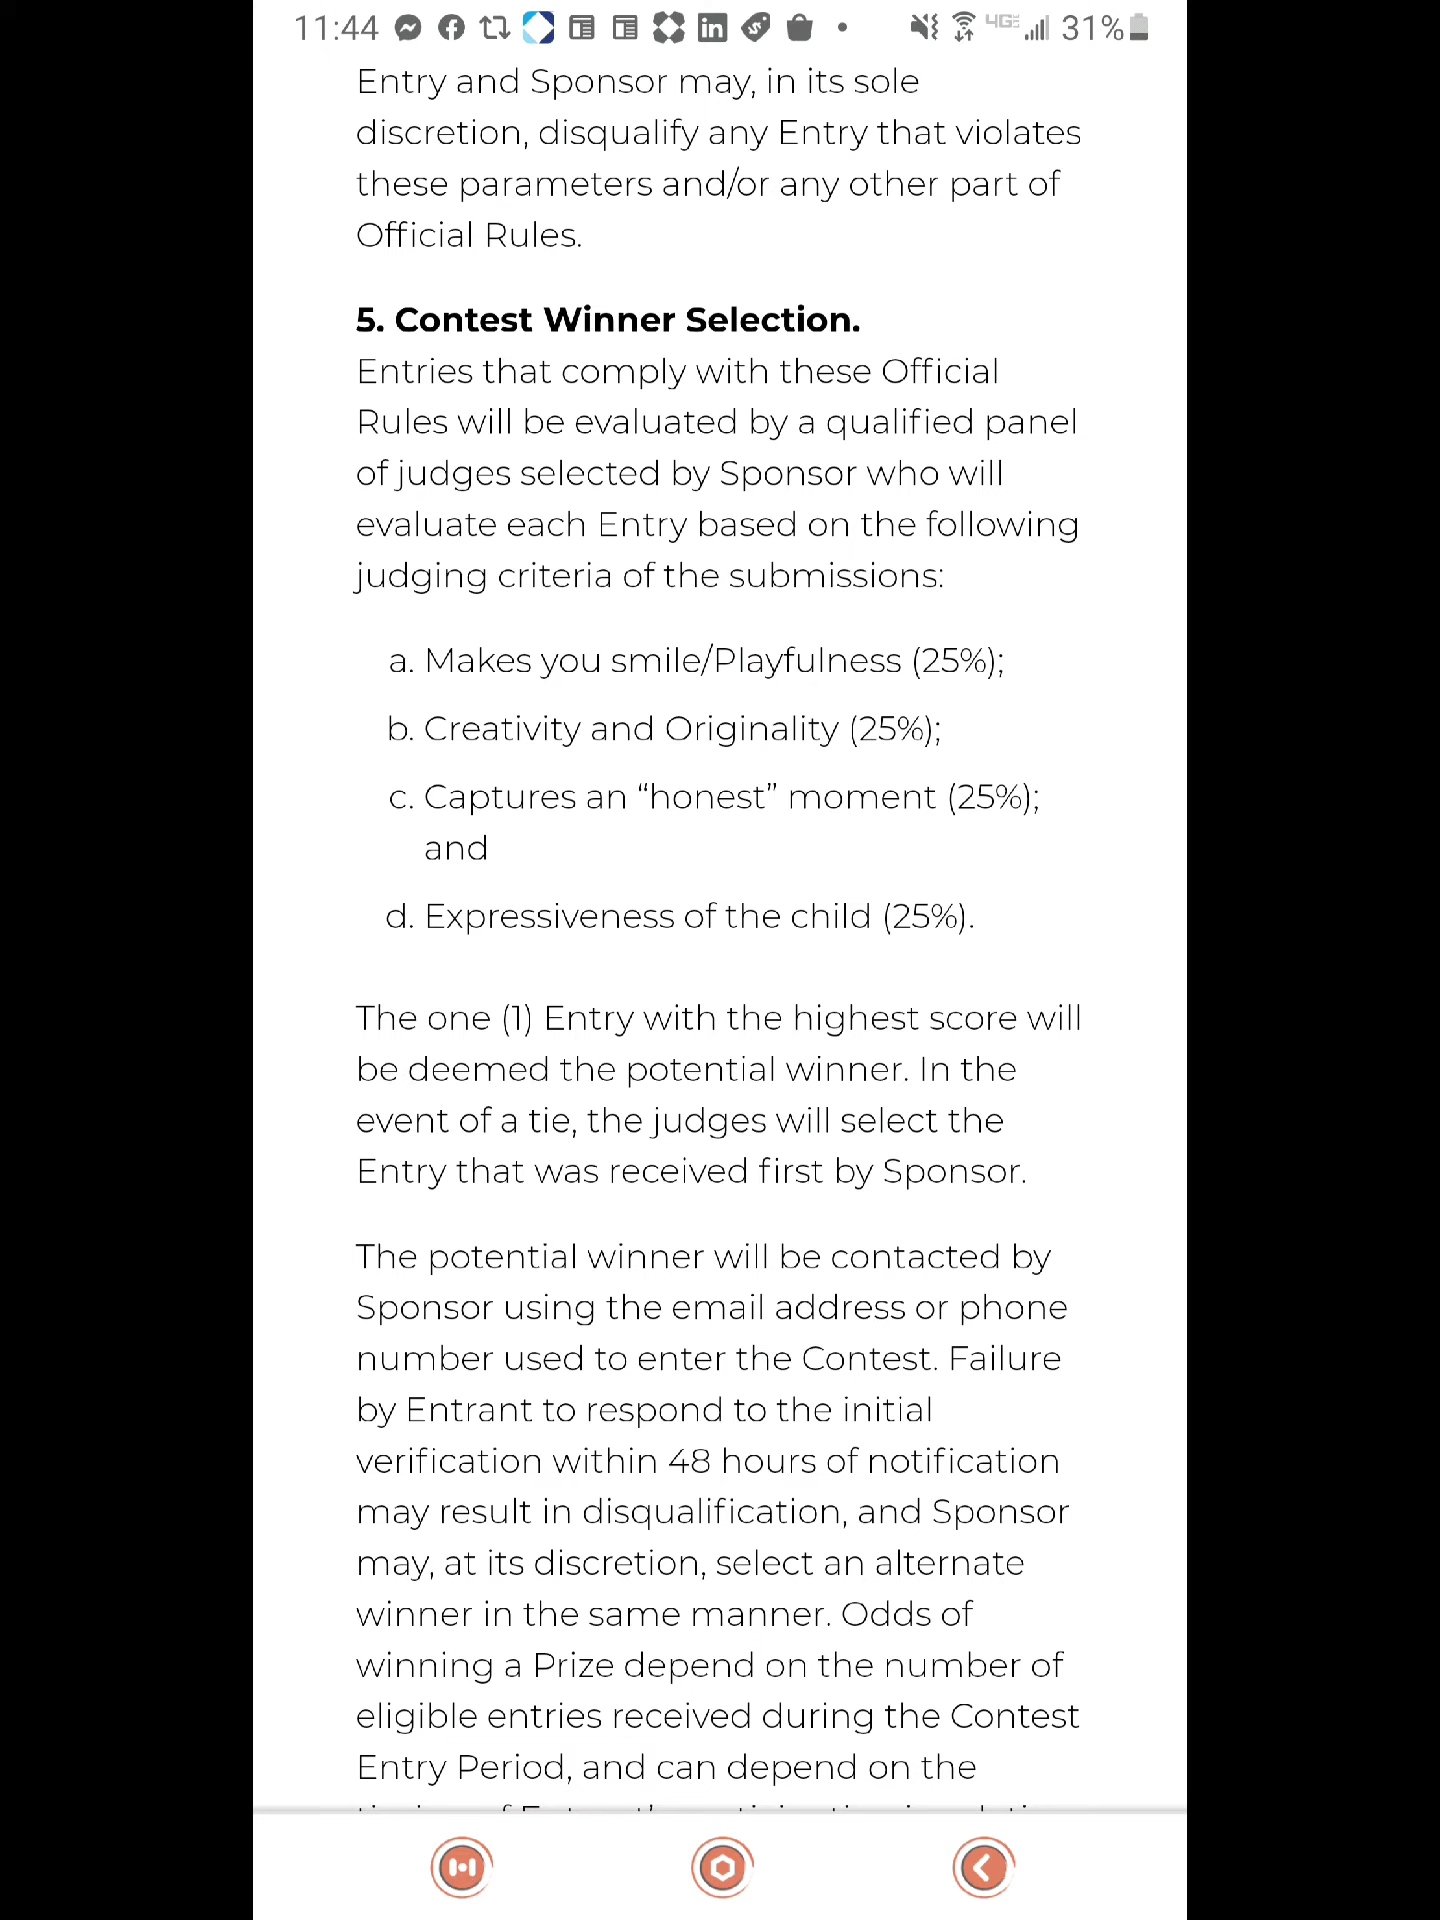 11:44
in
4GE
31%
Entry and Sponsor may, in its sole
discretion, disqualify any Entry that violates
these parameters and/or any other part of
Official Rules.
5. Contest Winner Selection.
Entries that comply with these Official
Rules will be evaluated by a qualified panel
of judges selected by Sponsor who will
evaluate each Entry based on the following
judging criteria of the submissions:
a. Makes you smile/Playfulness (25%);
b. Creativity and Originality (25%);
c. Captures an “honest” moment (25%);
and
d. Expressiveness of the child (25%).
The one (1) Entry with the highest score will
be deemed the potential winner. In the
event of a tie, the judges will select the
Entry that was received first by Sponsor.
The potential winner will be contacted by
Sponsor using the email address or phone
number used to enter the Contest. Failure
by Entrant to respond to the initial
verification within 48 hours of notification
may result in disqualification, and Sponsor
may, at its discretion, select an alternate
winner in the same manner. Odds of
winning a Prize depend on the number of
eligible entries received during the Contest
Entry Period, and can depend on the